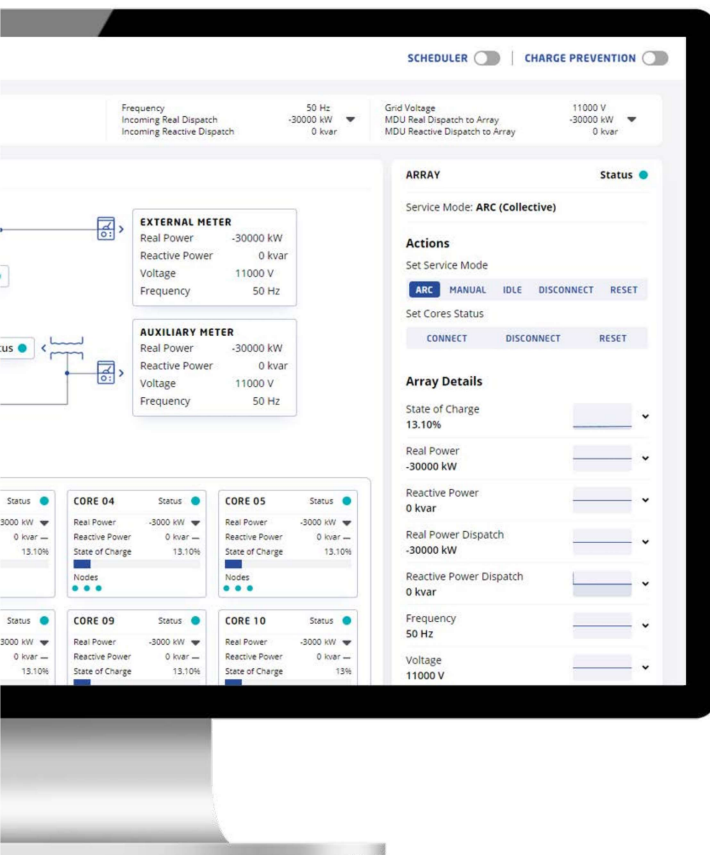 SCHEDULER | CHARGE PREVENTION
Frequency 50 Hz
Incoming Real Dispatch -30000 kW
Incoming Reactive Dispatch 0 kvar
Grid Voltage 11000 V
MDU Real Dispatch to Array -30000 kW
MDU Reactive Dispatch to Array 0 kvar
EXTERNAL METER
Real Power -30000 kW
Reactive Power 0 kvar
Voltage 11000 V
Frequency 50 Hz
AUXILIARY METER
Real Power -30000 kW
Reactive Power 0 kvar
Voltage 11000 V
Frequency 50 Hz
Status
CORE 04 Status
CORE 05 Status
3000 kW
Real Power -3000 kW
Real Power -3000 kW
0 kvar
Reactive Power 0 kvar
Reactive Power 0 kvar
13.10%
State of Charge 13.10%
State of Charge 13.10%
Nodes
Nodes
Status
CORE 09 Status
CORE 10 Status
3000 kW
Real Power -3000 kW
Real Power -3000 kW
0 kvar
Reactive Power 0 kvar
Reactive Power 0 kvar
13.10%
State of Charge 13.10%
State of Charge 13%
ARRAY Status
Service Mode: ARC (Collective)
Actions
Set Service Mode
ARC MANUAL IDLE DISCONNECT RESET
Set Cores Status
CONNECT DISCONNECT RESET
Array Details
State of Charge
13.10%
Real Power
-30000 kW
Reactive Power
0 kvar
Real Power Dispatch
-30000 kW
Reactive Power Dispatch
0 kvar
Frequency
50 Hz
Voltage
11000 V